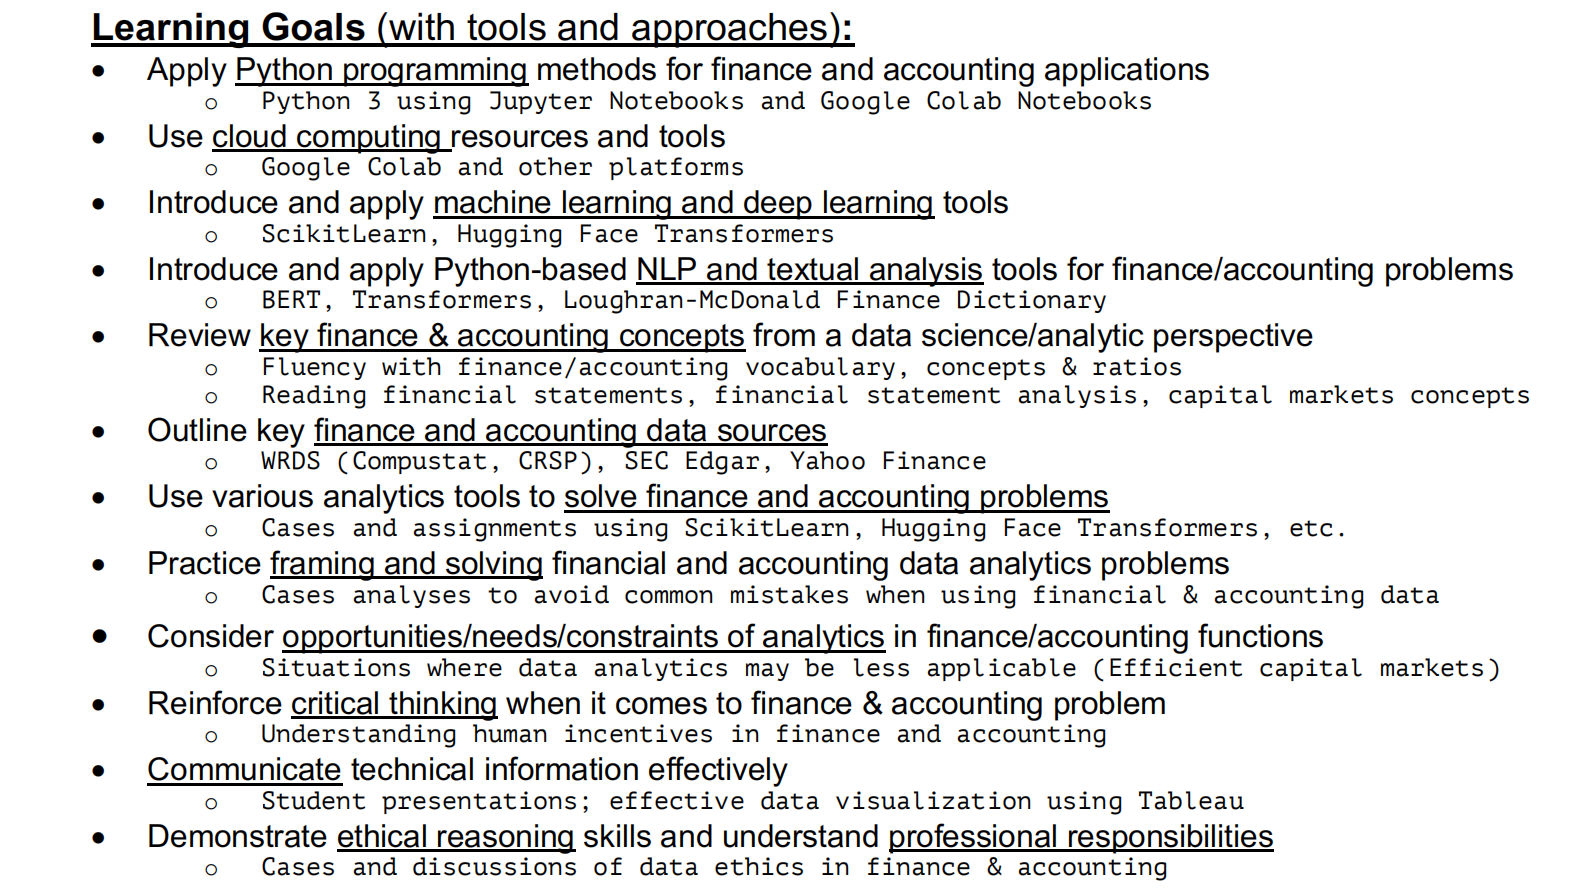 Learning Goals (with tools and approaches):
• Apply Python programming methods for finance and accounting applications
○ Python 3 using Jupyter Notebooks and Google Colab Notebooks
• Use cloud computing resources and tools
○ Google Colab and other platforms
• Introduce and apply machine learning and deep learning tools
○ ScikitLearn, Hugging Face Transformers
• Introduce and apply Python-based NLP and textual analysis tools for finance/accounting problems
○ BERT, Transformers, Loughran-McDonald Finance Dictionary
• Review key finance & accounting concepts from a data science/analytic perspective
○ Fluency with finance/accounting vocabulary, concepts & ratios
○ Reading financial statements, financial statement analysis, capital markets concepts
• Outline key finance and accounting data sources
○ WRDS (Compustat, CRSP), SEC Edgar, Yahoo Finance
• Use various analytics tools to solve finance and accounting problems
○ Cases and assignments using ScikitLearn, Hugging Face Transformers, etc.
• Practice framing and solving financial and accounting data analytics problems
○ Cases analyses to avoid common mistakes when using financial & accounting data
• Consider opportunities/needs/constraints of analytics in finance/accounting functions
○ Situations where data analytics may be less applicable (Efficient capital markets)
• Reinforce critical thinking when it comes to finance & accounting problem
○ Understanding human incentives in finance and accounting
• Communicate technical information effectively
○ Student presentations; effective data visualization using Tableau
• Demonstrate ethical reasoning skills and understand professional responsibilities
○ Cases and discussions of data ethics in finance & accounting